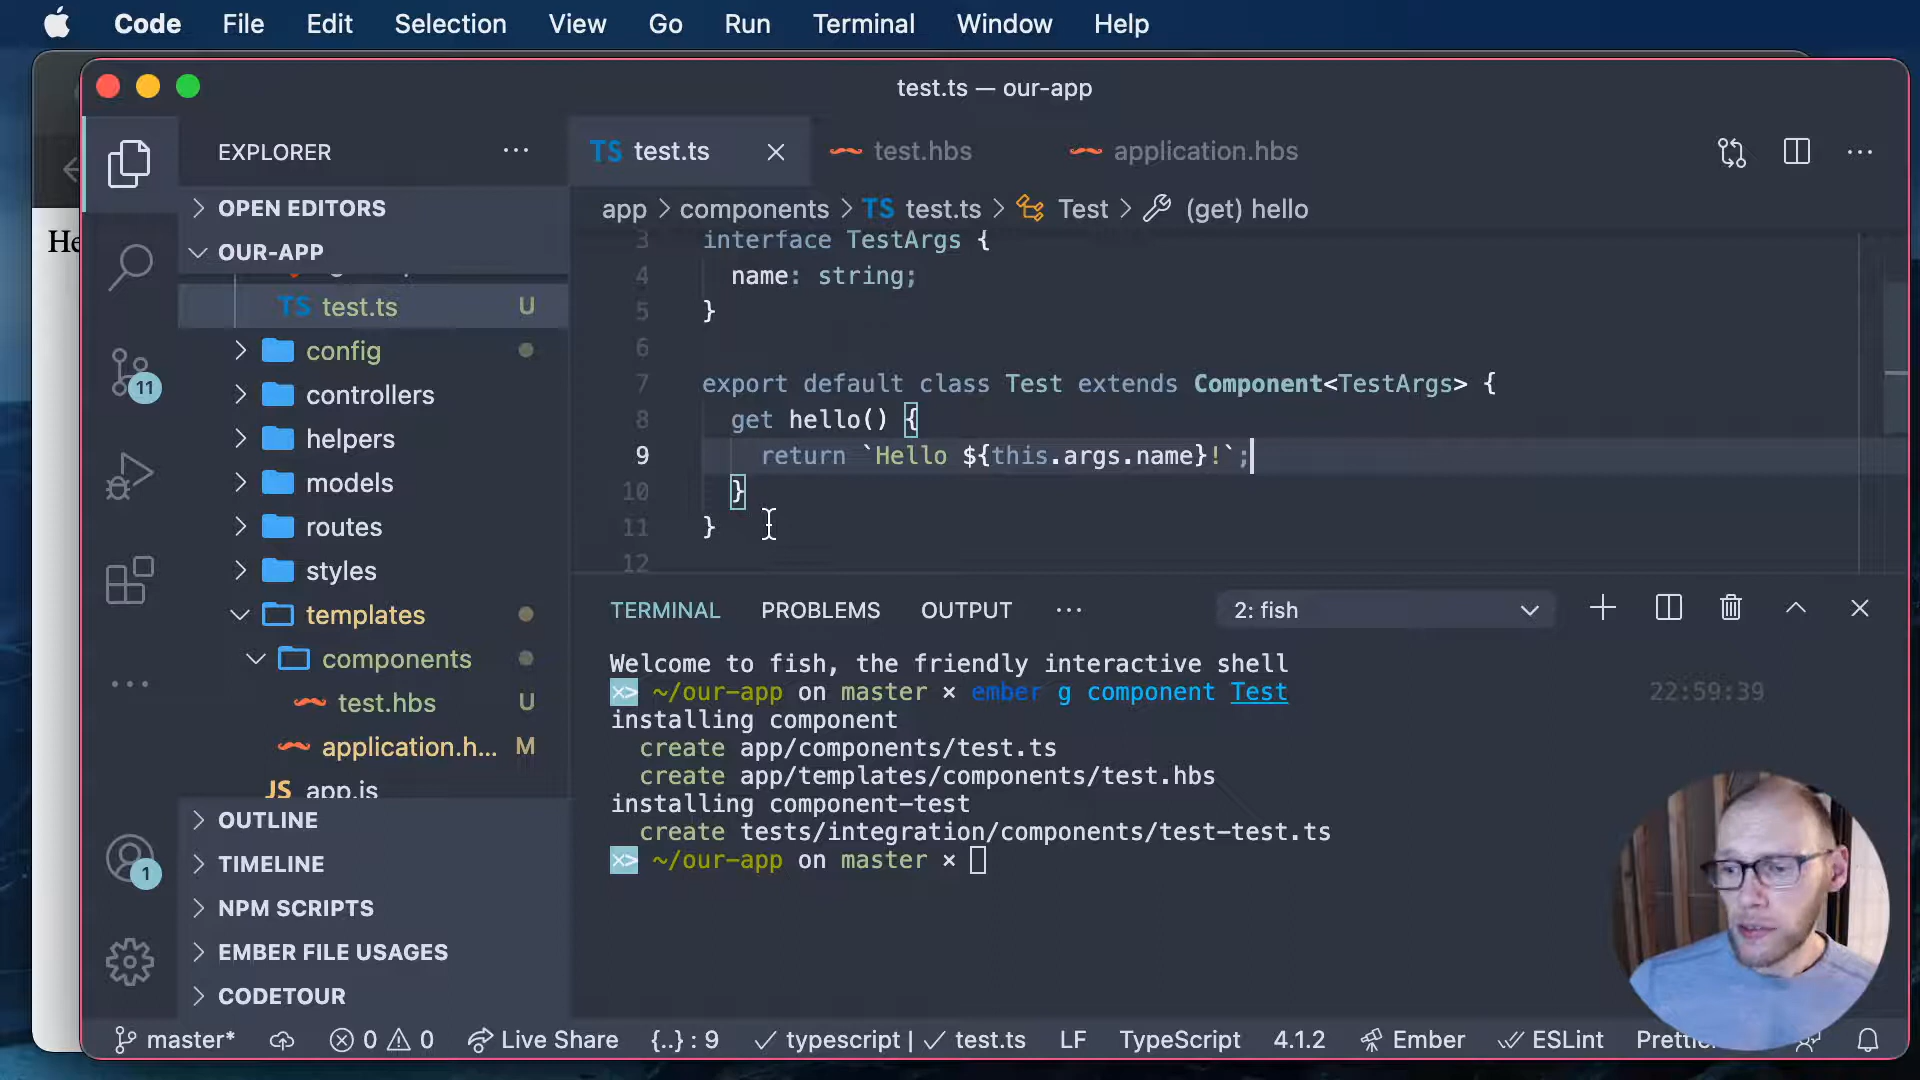 Code File Edit Selection View Go Run Terminal Window Help
test.ts — our-app
He
EXPLORER
OPEN EDITORS
OUR-APP
TS test.ts U
config
controllers
helpers
models
routes
styles
templates
components
test.hbs U
application.h... M
JS app.js
OUTLINE
TIMELINE
NPM SCRIPTS
EMBER FILE USAGES
CODETOUR
11
1
TS test.ts
test.hbs
application.hbs
app > components > TS test.ts > Test > (get) hello
3 interface TestArgs {
4 name: string;
5 }
6
7 export default class Test extends Component<TestArgs> {
8 get hello() {
9 return `Hello ${this.args.name}!`;
10 }
11 }
12
TERMINAL PROBLEMS OUTPUT ... 2: fish
Welcome to fish, the friendly interactive shell
~/our-app on master × ember g component Test 22:59:39
installing component
create app/components/test.ts
create app/templates/components/test.hbs
installing component-test
create tests/integration/components/test-test.ts
~/our-app on master ×
master* 0 0 Live Share {..} : 9 typescript | test.ts LF TypeScript 4.1.2 Ember ESLint